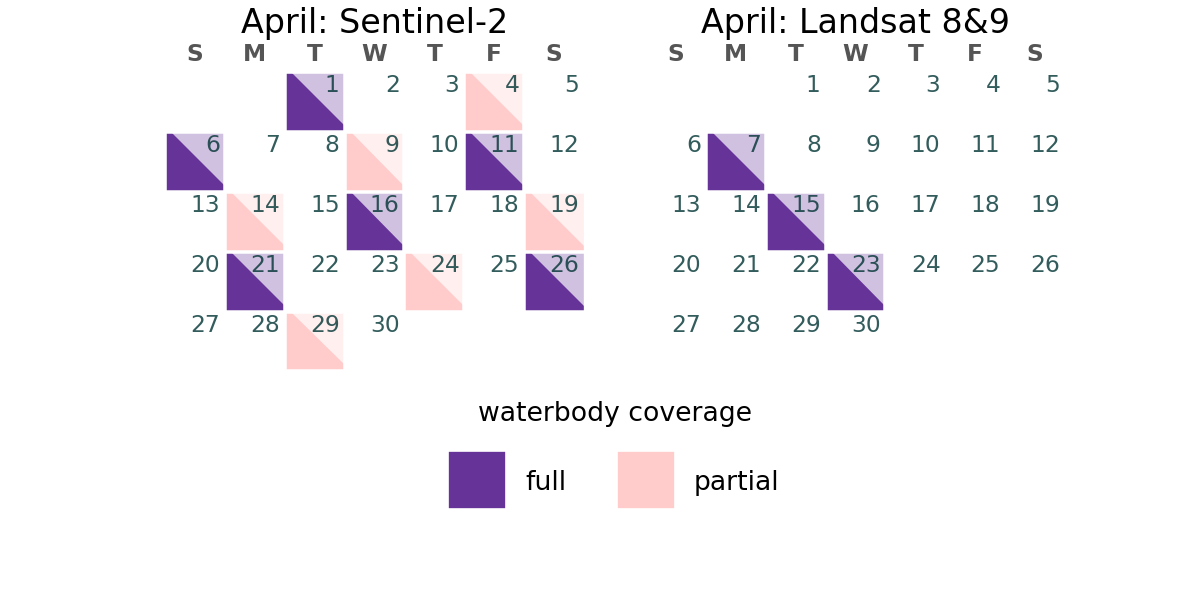 April: Sentinel-2
S M T W T F S
1 2 3 4 5
6 7 8 9 10 11 12
13 14 15 16 17 18 19
20 21 22 23 24 25 26
27 28 29 30
April: Landsat 8&9
S M T W T F S
1 2 3 4 5
6 7 8 9 10 11 12
13 14 15 16 17 18 19
20 21 22 23 24 25 26
27 28 29 30
waterbody coverage
full
partial